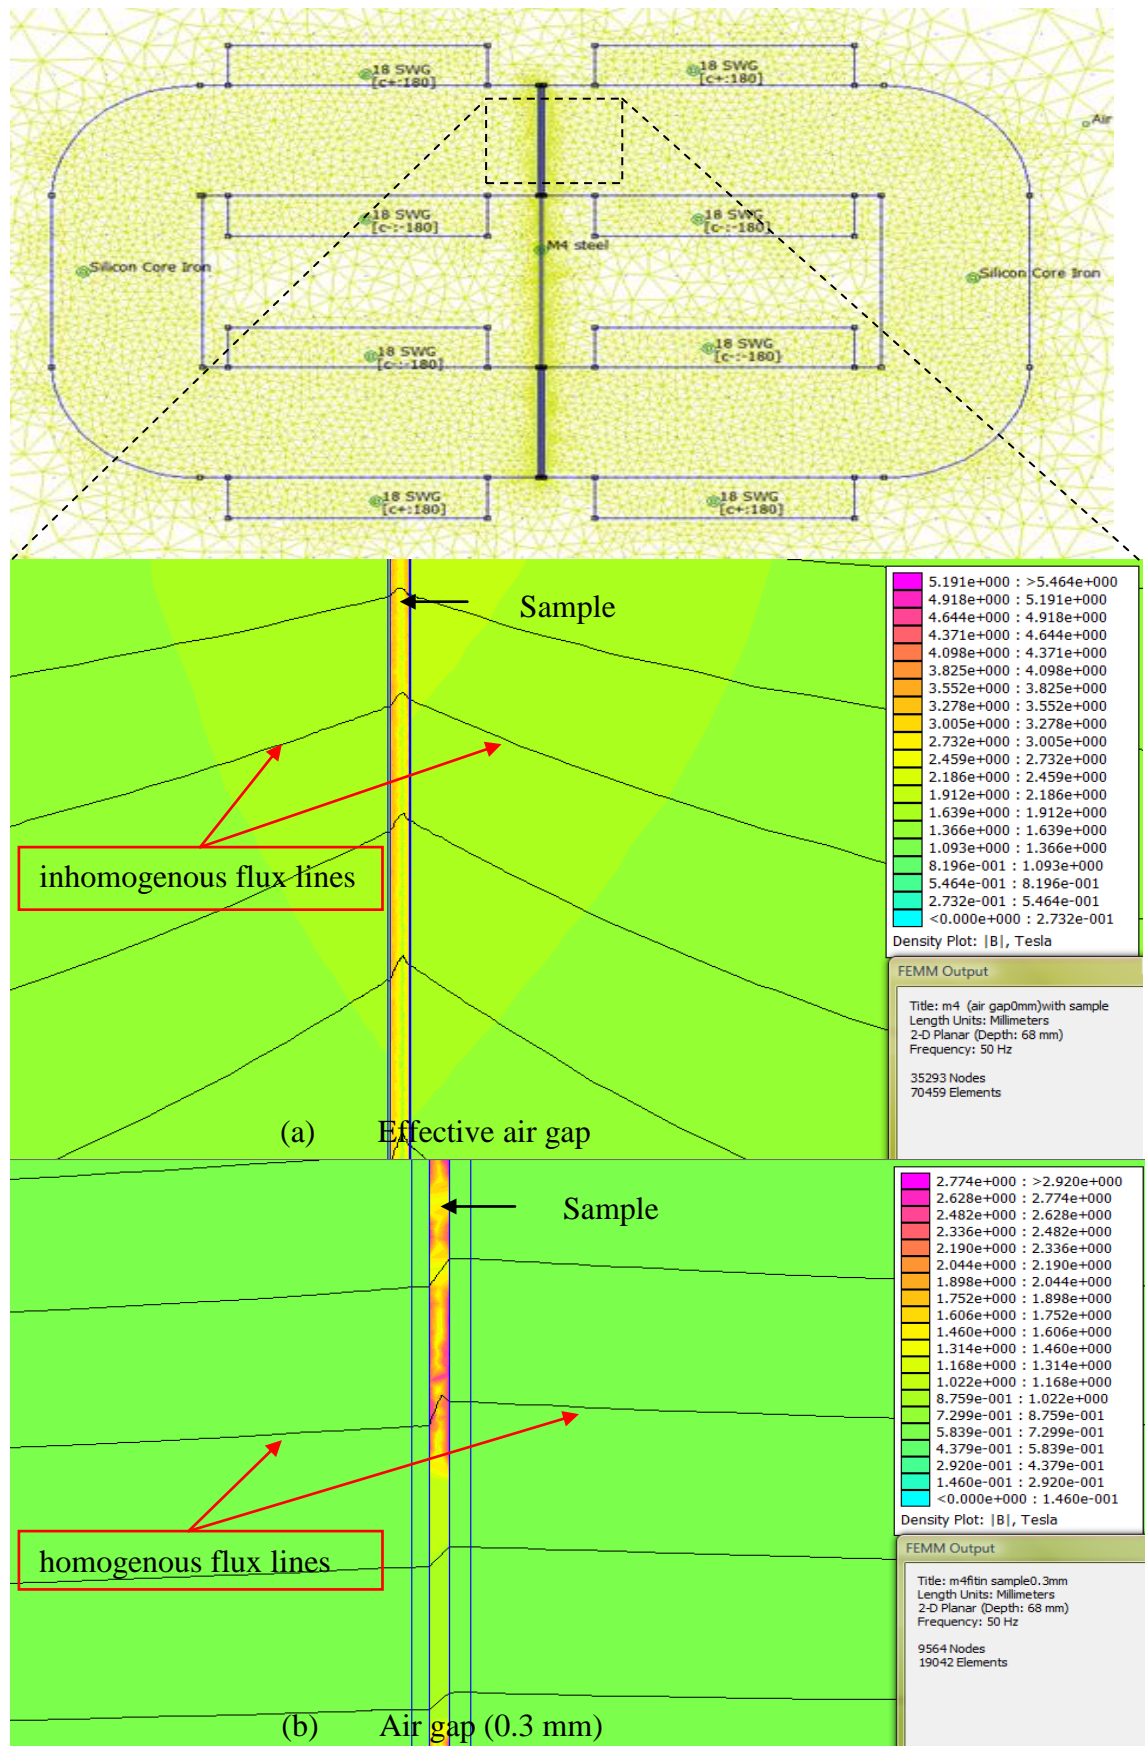 18 SWG
[c+:180]
18 SWG
[c+:180]
Air
18 SWG
[c-:-180]
18 SWG
[c-:-180]
M4 steel
Silicon Core Iron
Silicon Core Iron
18 SWG
[c-:-180]
18 SWG
[c-:-180]
18 SWG
[c+:180]
18 SWG
[c+:180]
Sample
inhomogenous flux lines
(a) Effective air gap
5.191e+000 : >5.464e+000
4.918e+000 : 5.191e+000
4.644e+000 : 4.918e+000
4.371e+000 : 4.644e+000
4.098e+000 : 4.371e+000
3.825e+000 : 4.098e+000
3.552e+000 : 3.825e+000
3.278e+000 : 3.552e+000
3.005e+000 : 3.278e+000
2.732e+000 : 3.005e+000
2.459e+000 : 2.732e+000
2.186e+000 : 2.459e+000
1.912e+000 : 2.186e+000
1.639e+000 : 1.912e+000
1.366e+000 : 1.639e+000
1.093e+000 : 1.366e+000
8.196e-001 : 1.093e+000
5.464e-001 : 8.196e-001
2.732e-001 : 5.464e-001
<0.000e+000 : 2.732e-001
Density Plot: |B|, Tesla
FEMM Output
Title: m4 (air gap0mm)with sample
Length Units: Millimeters
2-D Planar (Depth: 68 mm)
Frequency: 50 Hz
35293 Nodes
70459 Elements
Sample
homogenous flux lines
(b) Air gap (0.3 mm)
2.774e+000 : >2.920e+000
2.628e+000 : 2.774e+000
2.482e+000 : 2.628e+000
2.336e+000 : 2.482e+000
2.190e+000 : 2.336e+000
2.044e+000 : 2.190e+000
1.898e+000 : 2.044e+000
1.752e+000 : 1.898e+000
1.606e+000 : 1.752e+000
1.460e+000 : 1.606e+000
1.314e+000 : 1.460e+000
1.168e+000 : 1.314e+000
1.022e+000 : 1.168e+000
8.759e-001 : 1.022e+000
7.299e-001 : 8.759e-001
5.839e-001 : 7.299e-001
4.379e-001 : 5.839e-001
2.920e-001 : 4.379e-001
1.460e-001 : 2.920e-001
<0.000e+000 : 1.460e-001
Density Plot: |B|, Tesla
FEMM Output
Title: m4fitin sample0.3mm
Length Units: Millimeters
2-D Planar (Depth: 68 mm)
Frequency: 50 Hz
9564 Nodes
19042 Elements